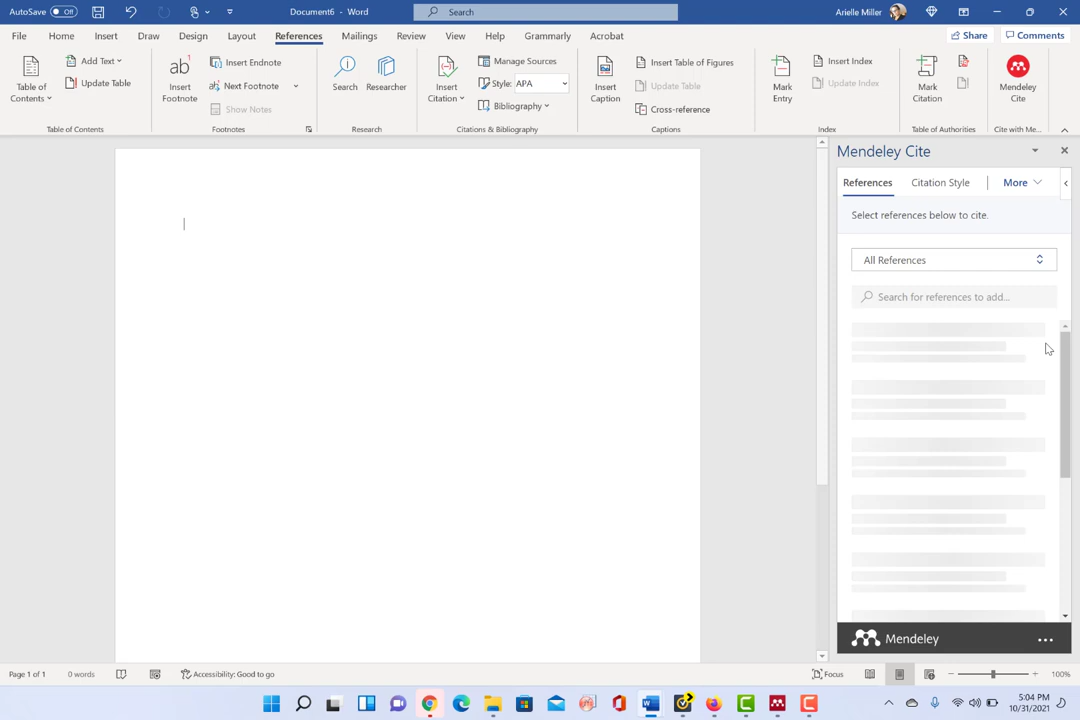 AutoSave Off Document6 - Word Search Arielle Miller
File Home Insert Draw Design Layout References Mailings Review View Help Grammarly Acrobat Share Comments
Table of Contents
Add Text
Update Table
Table of Contents
ab
Insert Footnote
Insert Endnote
Next Footnote
Show Notes
Footnotes
Search
Researcher
Research
Insert Citation
Manage Sources
Style: APA
Bibliography
Citations & Bibliography
Insert Caption
Insert Table of Figures
Update Table
Cross-reference
Captions
Mark Entry
Insert Index
Update Index
Index
Mark Citation
Table of Authorities
Mendeley Cite
Cite with Me...
Mendeley Cite
References Citation Style More
Select references below to cite.
All References
Search for references to add...
Mendeley
Page 1 of 1 0 words Accessibility: Good to go Focus 100%
5:04 PM
10/31/2021